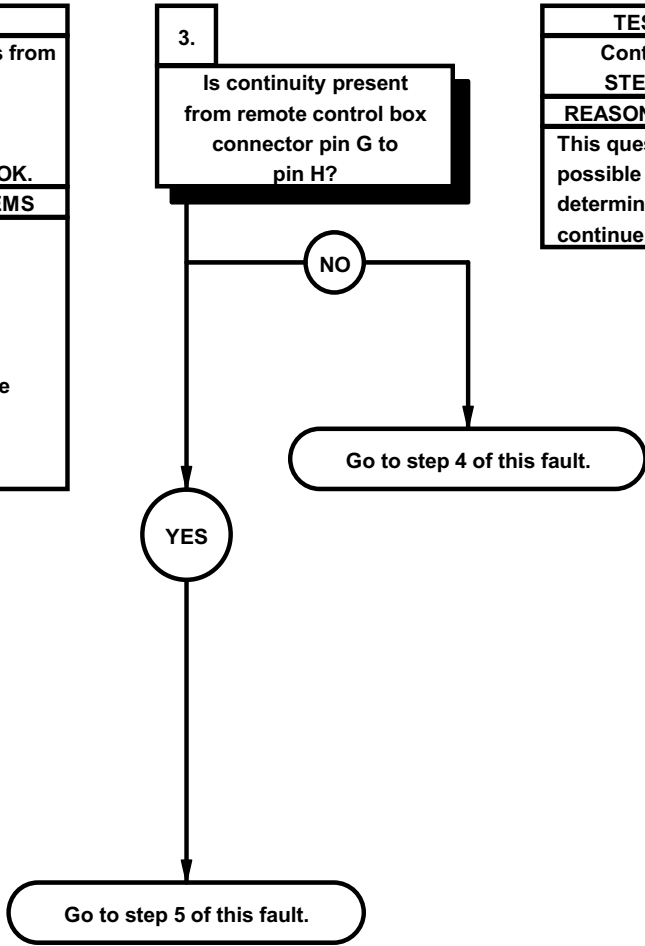 s from
OK.
EMS
e
3.
Is continuity present
from remote control box
connector pin G to
pin H?
NO
Go to step 4 of this fault.
YES
Go to step 5 of this fault.
TES
Cont
STE
REASON
This ques
possible
determin
continue